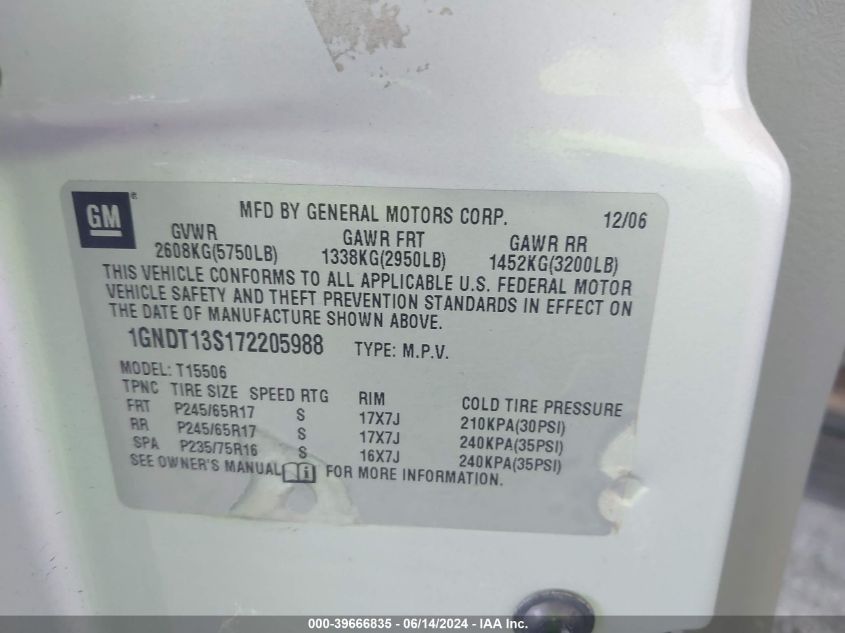 GM ® MFD BY GENERAL MOTORS CORP. 12/06
GVWR GAWR FRT GAWR RR
2608KG(5750LB) 1338KG(2950LB) 1452KG(3200LB)
THIS VEHICLE CONFORMS TO ALL APPLICABLE U.S. FEDERAL MOTOR
VEHICLE SAFETY AND THEFT PREVENTION STANDARDS IN EFFECT ON
THE DATE OF MANUFACTURE SHOWN ABOVE.
1GNDT13S172205988 TYPE: M.P.V.
MODEL: T15506
TPNC TIRE SIZE SPEED RTG RIM COLD TIRE PRESSURE
FRT P245/65R17 S 17X7J 210KPA(30PSI)
RR P245/65R17 S 17X7J 240KPA(35PSI)
SPA P235/75R16 S 16X7J 240KPA(35PSI)
SEE OWNER'S MANUAL i FOR MORE INFORMATION.
000-39666835 - 06/14/2024 - IAA Inc.